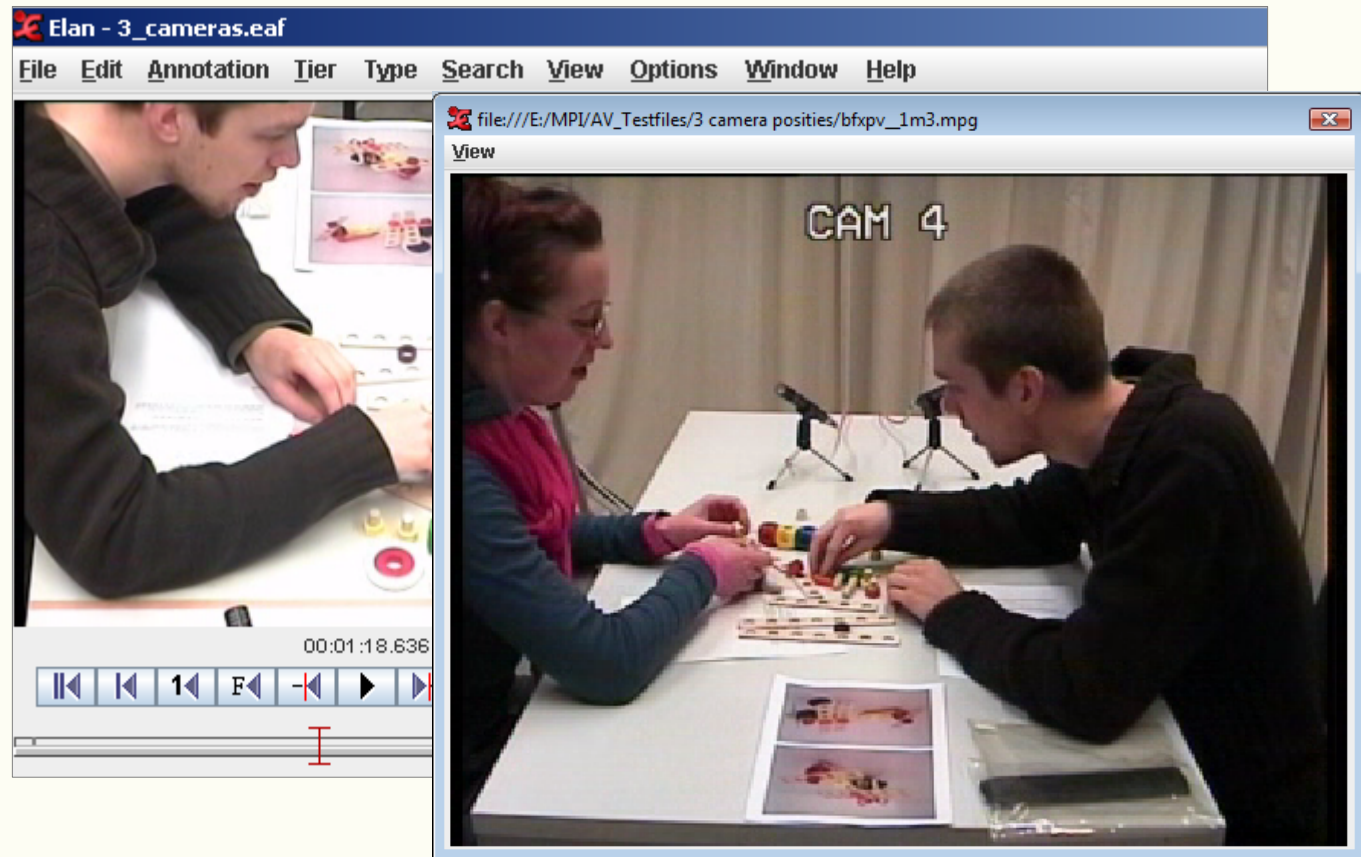 Elan - 3_cameras.eaf
File Edit Annotation Tier Type Search View Options Window Help
file:///E:/MPI/AV_Testfiles/3 camera posities/bfxpv__1m3.mpg
View
CAM 4
00:01:18.636
1
F